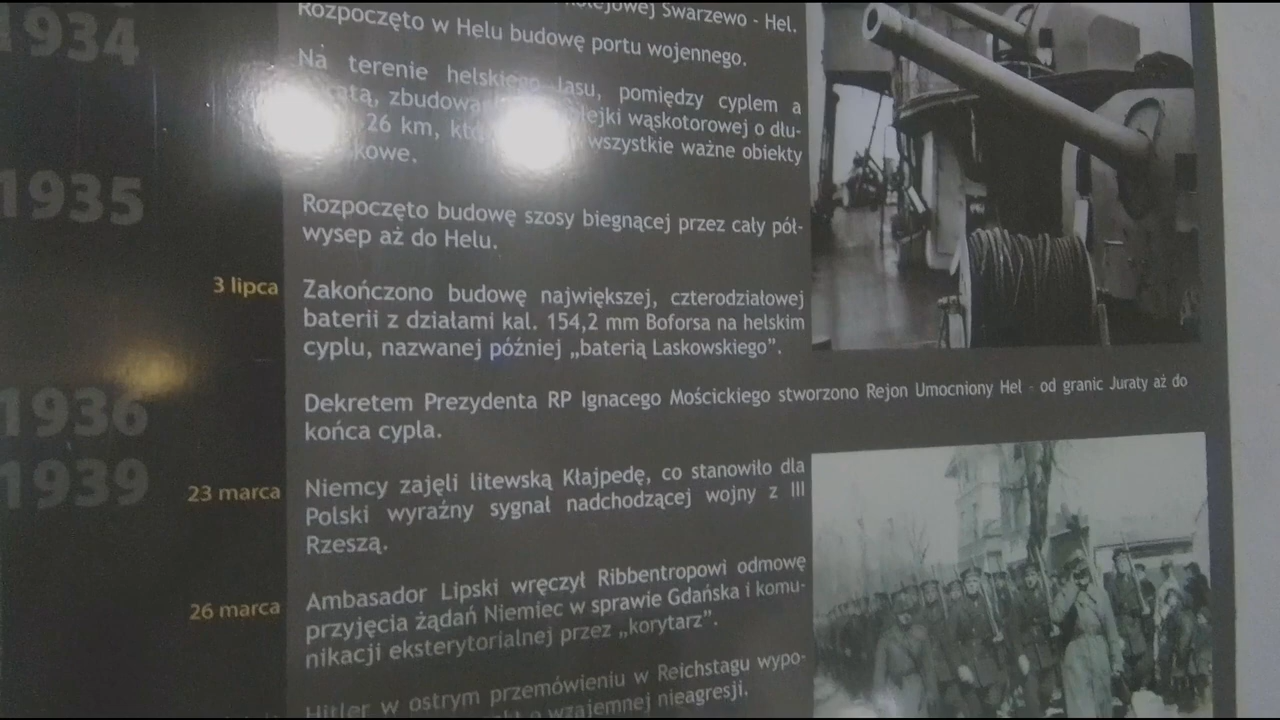 1934
Swarzewo - Hel.
Rozpoczęto w Helu budowę portu wojennego.
Na terenie helskiego lasu, pomiędzy cyplem a
wąskotorowej o dłu-
26 km, wszystkie ważne obiekty
1935
Rozpoczęto budowę szosy biegnącej przez cały pół-
wysep aż do Helu.
3 lipca Zakończono budowę największej, czterodziałowej
baterii z działami kal. 154,2 mm Boforsa na helskim
cyplu, nazwanej później „baterią Laskowskiego”.
1936 Dekretem Prezydenta RP Ignacego Mościckiego stworzono Rejon Umocniony Hel - od granic Juraty aż do
końca cypla.
1939
23 marca Niemcy zajęli litewską Kłajpedę, co stanowiło dla
Polski wyraźny sygnał nadchodzącej wojny z III
Rzeszą.
26 marca Ambasador Lipski wręczył Ribbentropowi odmowę
przyjęcia żądań Niemiec w sprawie Gdańska i komu-
nikacji eksterytorialnej przez „korytarz”.
Hitler w ostrym przemówieniu w Reichstagu wypo-
o wzajemnej nieagresji.